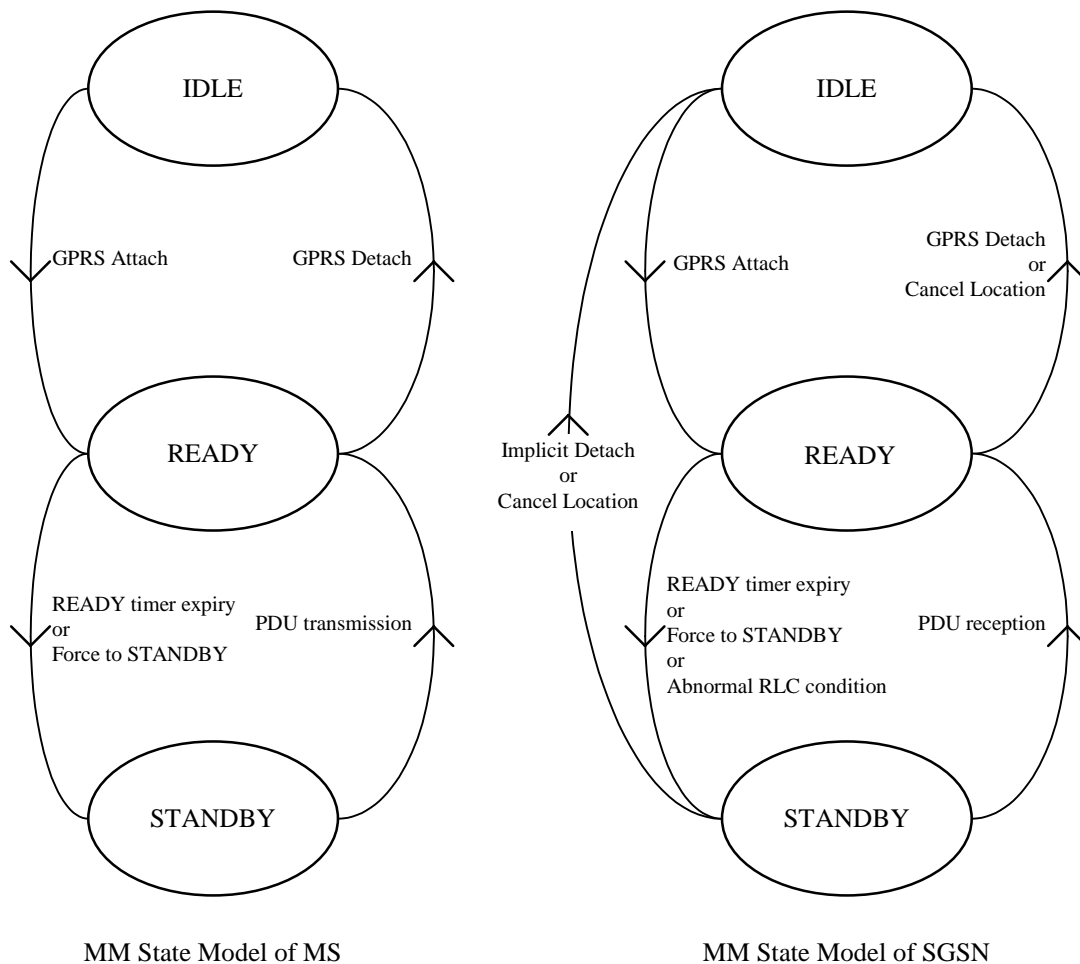 IDLE
GPRS Attach
GPRS Detach
READY
READY timer expiry
or
Force to STANDBY
PDU transmission
STANDBY
MM State Model of MS
IDLE
GPRS Attach
GPRS Detach
or
Cancel Location
Implicit Detach
or
Cancel Location
READY
READY timer expiry
or
Force to STANDBY
or
Abnormal RLC condition
PDU reception
STANDBY
MM State Model of SGSN